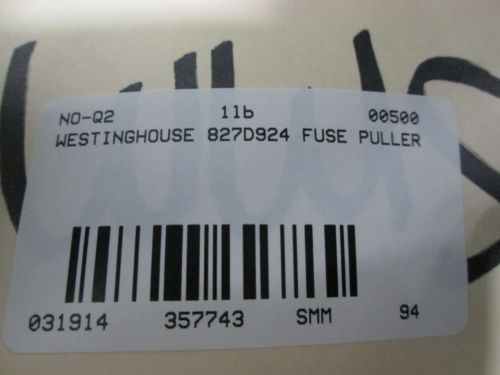 NO-Q2 1lb 00500
WESTINGHOUSE 827D924 FUSE PULLER
031914 357743 SMM 94